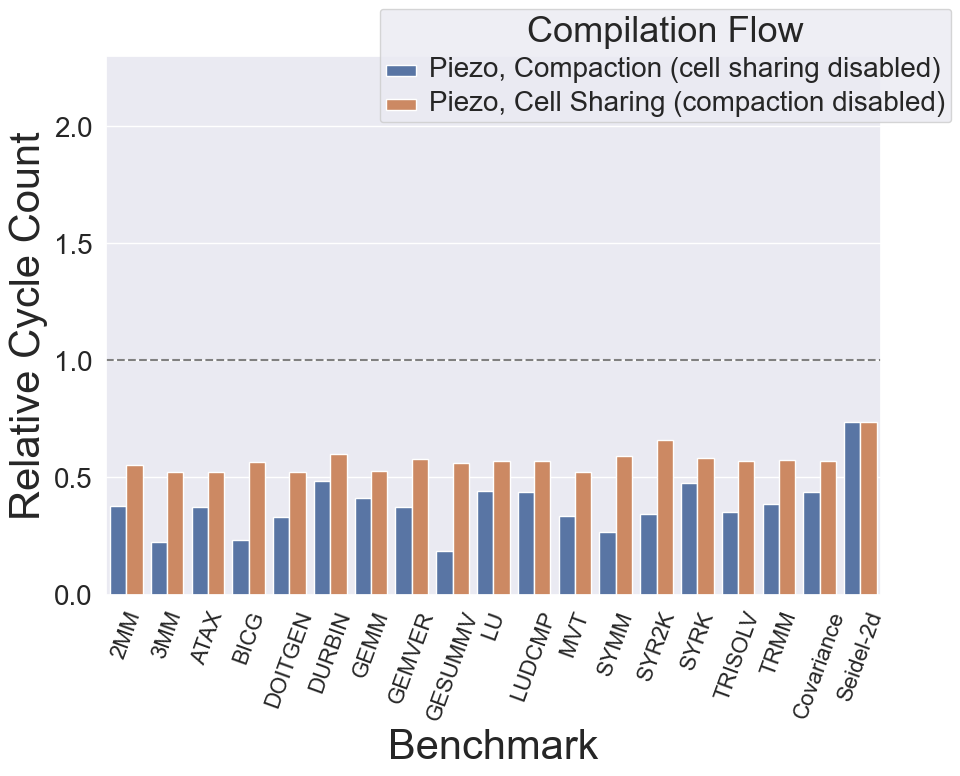 Compilation Flow
Piezo, Compaction (cell sharing disabled)
Piezo, Cell Sharing (compaction disabled)
Relative Cycle Count
2.0
1.5
1.0
0.5
0.0
2MM
3MM
ATAX
BICG
DOITGEN
DURBIN
GEMM
GEMVER
GESUMMV
LU
LUDCMP
MVT
SYMM
SYR2K
SYRK
TRISOLV
TRMM
Covariance
Seidel-2d
Benchmark